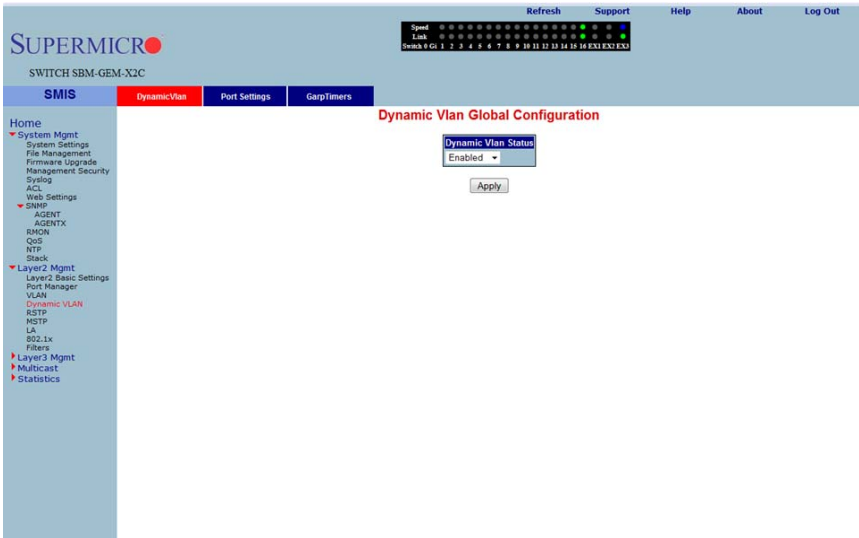 Refresh Support Help About Log Out
SUPERMICR
SWITCH SBM-GEM-X2C
Speed
Link
Switch 0 Gi 1 2 3 4 5 6 7 8 9 10 11 12 13 14 15 16 EX1 EX2 EX3
SMIS
DynamicVlan Port Settings GarpTimers
Home
System Mgmt
System Settings
File Management
Firmware Upgrade
Management Security
Syslog
ACL
Web Settings
SNMP
AGENT
AGENTX
RMON
QoS
NTP
Stack
Layer2 Mgmt
Layer2 Basic Settings
Port Manager
VLAN
Dynamic VLAN
RSTP
MSTP
LA
802.1x
Filters
Layer3 Mgmt
Multicast
Statistics
Dynamic Vlan Global Configuration
Dynamic Vlan Status
Enabled
Apply